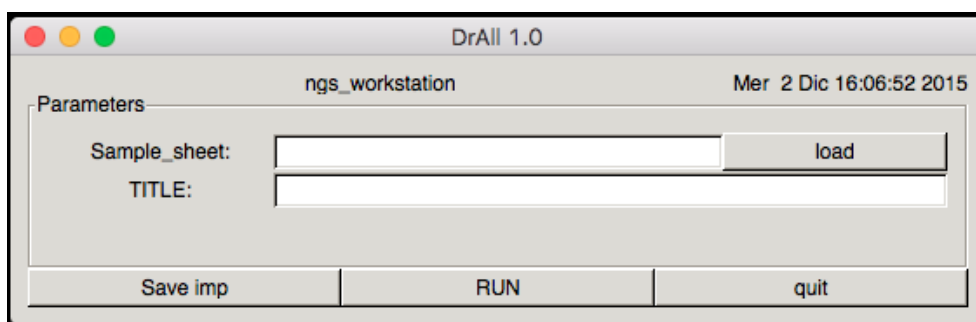 DrAll 1.0
ngs_workstation Mer 2 Dic 16:06:52 2015
Parameters
Sample_sheet: load
TITLE:
Save imp RUN quit